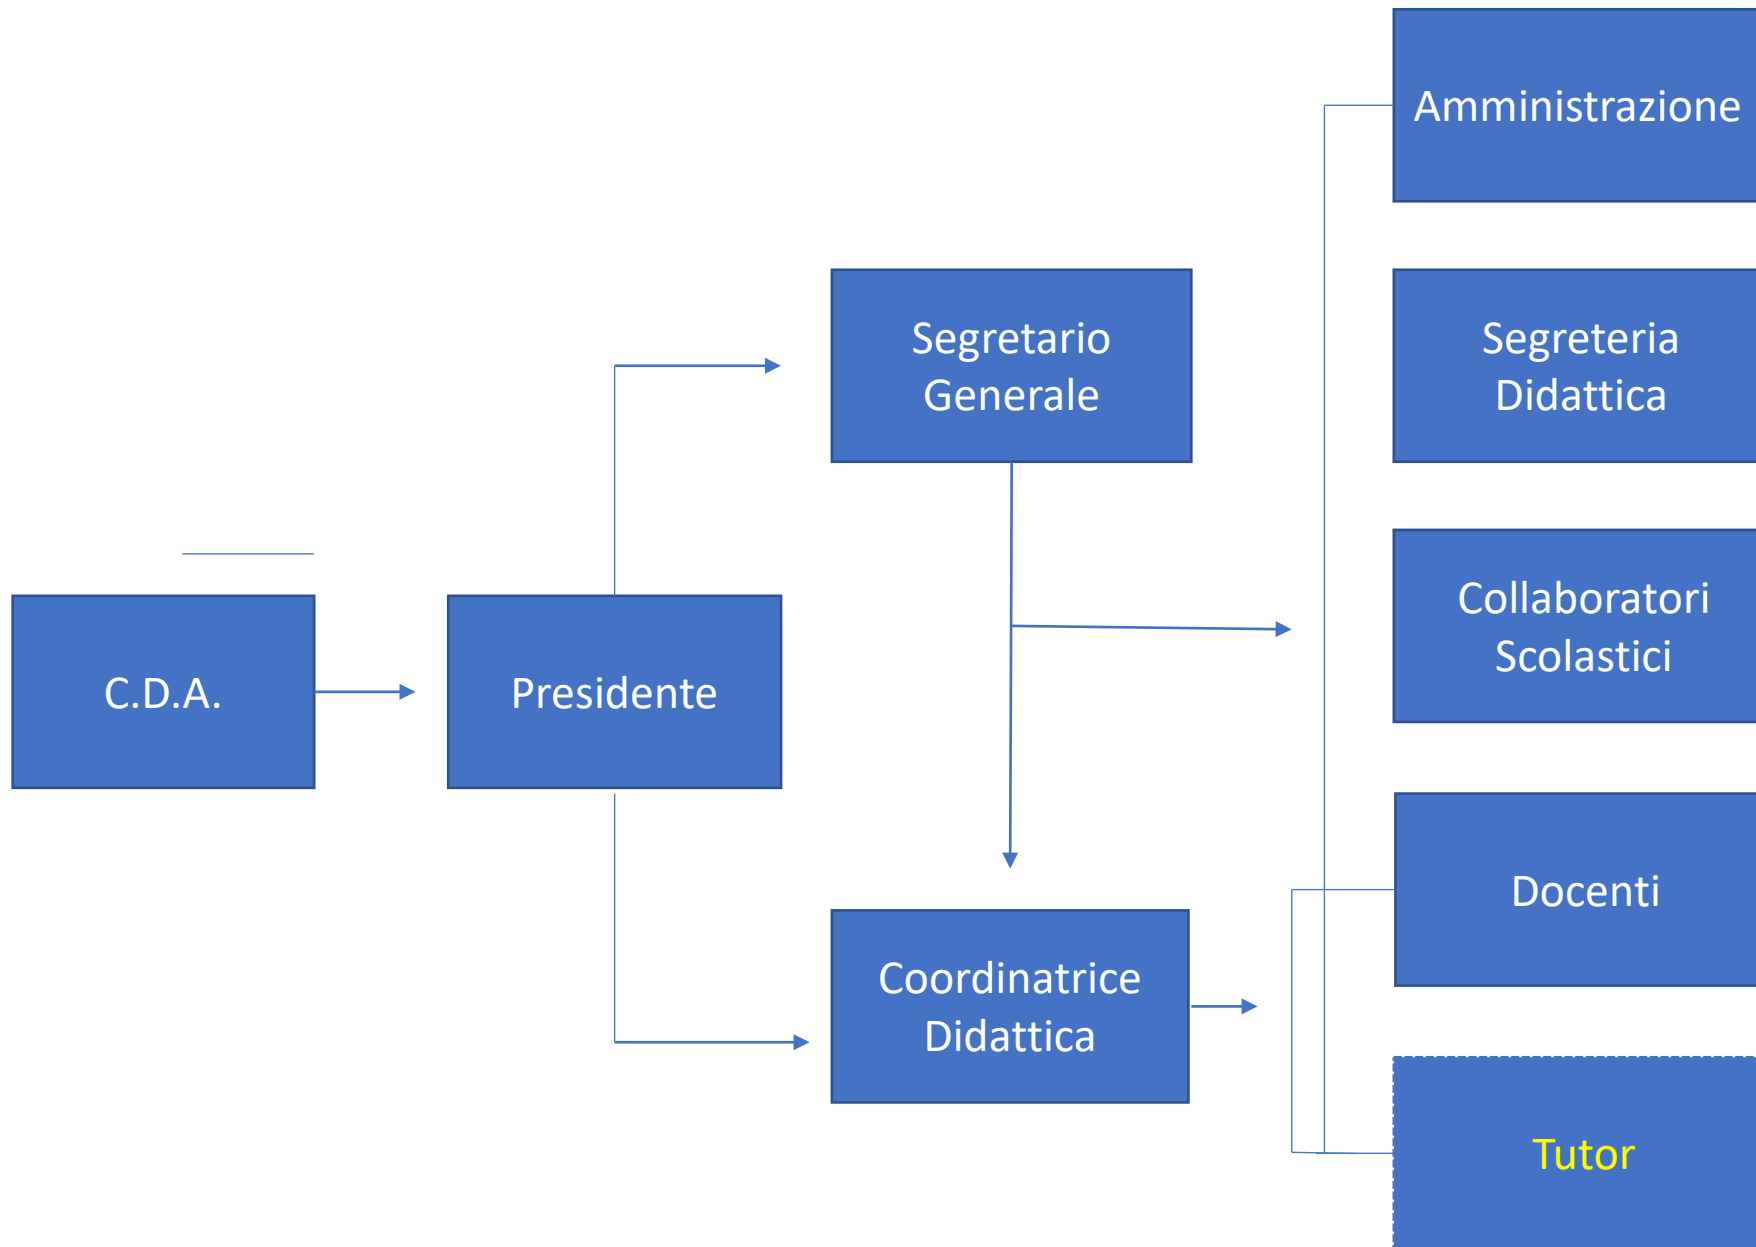 Amministrazione
Segretario
Generale
Segreteria
Didattica
Collaboratori
Scolastici
C.D.A.
Presidente
Docenti
Coordinatrice
Didattica
Tutor